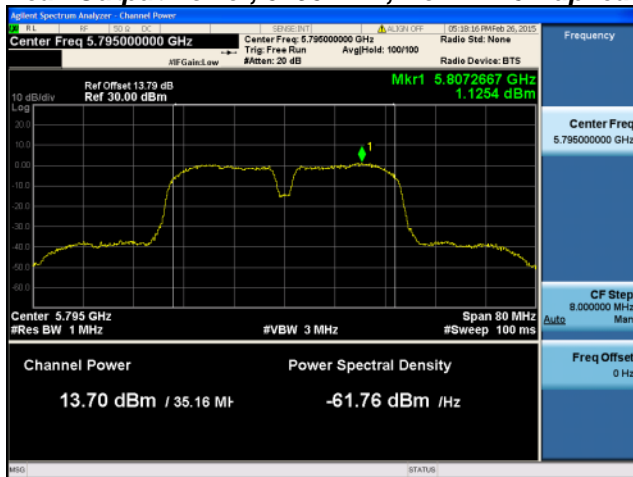 Agilent Spectrum Analyzer - Channel Power
RL RF 50 Ω DC SENSE:INT ALIGN OFF 05:18:16 PM Feb 26, 2015
Center Freq 5.795000000 GHz
Center Freq: 5.795000000 GHz
Radio Std: None
Trig: Free Run Avg|Hold: 100/100
#IFGain:Low #Atten: 20 dB Radio Device: BTS
Mkr1 5.8072667 GHz
1.1254 dBm
Ref Offset 13.79 dB
10 dB/div Ref 30.00 dBm
Log
20.0
10.0
0.00
-10.0
-20.0
-30.0
-40.0
-50.0
-60.0
1
Center 5.795 GHz Span 80 MHz
#Res BW 1 MHz #VBW 3 MHz #Sweep 100 ms
Channel Power Power Spectral Density
13.70 dBm / 35.16 MH -61.76 dBm /Hz
MSG STATUS
Frequency
Center Freq
5.795000000 GHz
CF Step
8.000000 MHz
Auto Man
Freq Offset
0 Hz